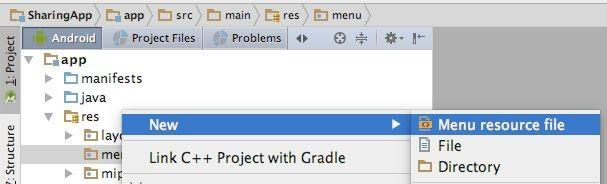 SharingApp app src main res menu
1: Project
Android Project Files Problems
app
manifests
java
res
New
Menu resource file
File
Link C++ Project with Gradle
Directory
7: Structure